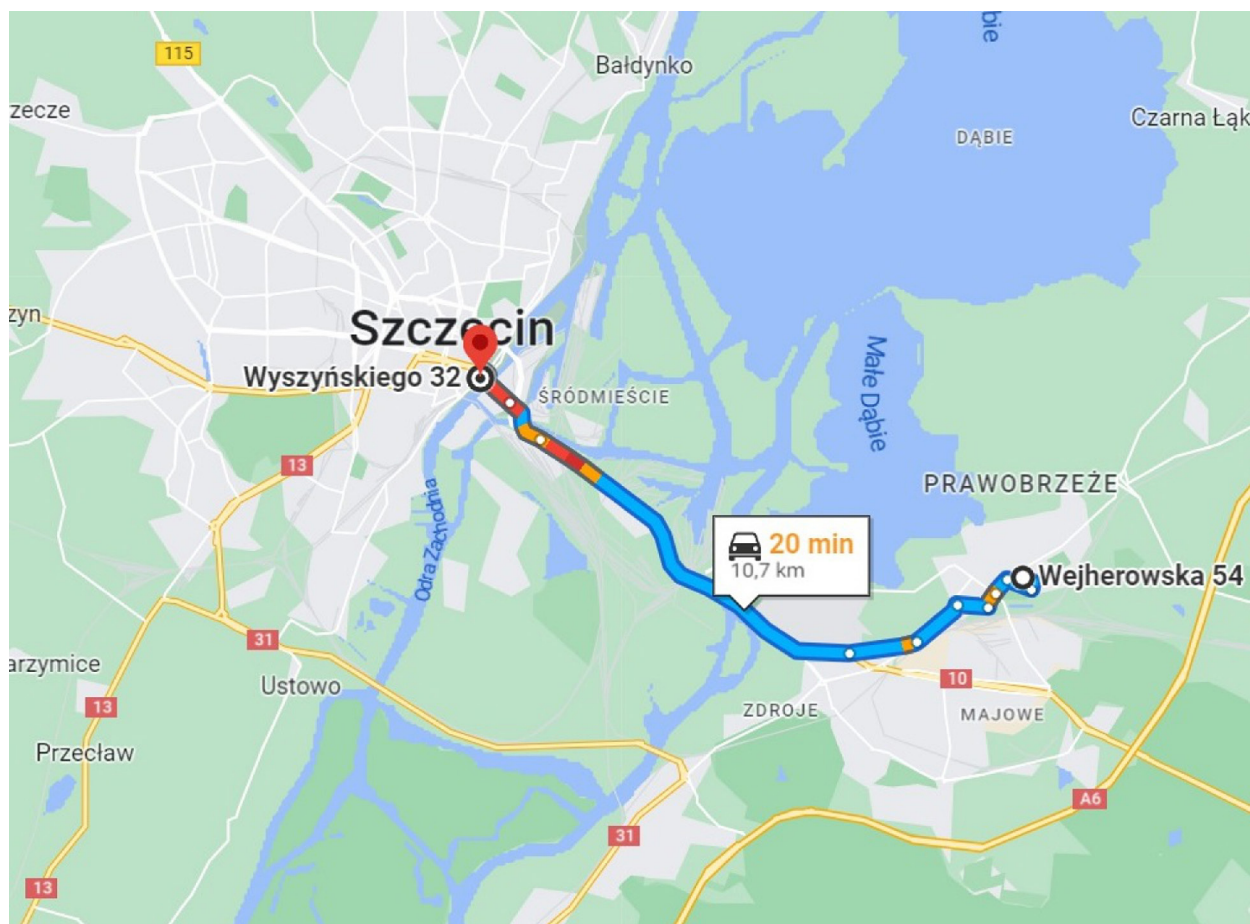 bie
115
Bałdynko
zecze
Czarna Łąk
DĄBIE
zyn
Szczecin
Małe Dąbie
Wyszyńskiego 32
ŚRÓDMIEŚCIE
13
PRAWOBRZEŻE
Odra Zachodnia
20 min
10,7 km
Wejherowska 54
31
arzymice
Ustowo
10
13
ZDROJE
MAJOWE
Przecław
A6
31
13